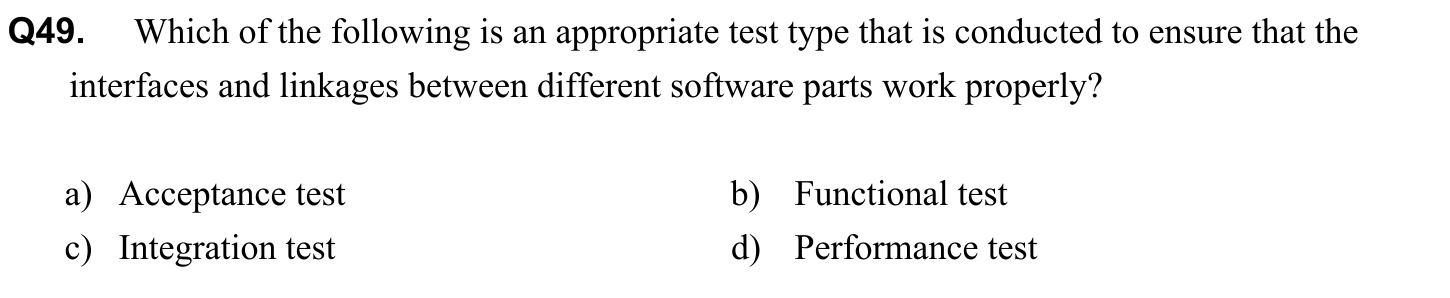 Q49. Which of the following is an appropriate test type that is conducted to ensure that the
interfaces and linkages between different software parts work properly?
a) Acceptance test b) Functional test
c) Integration test d) Performance test